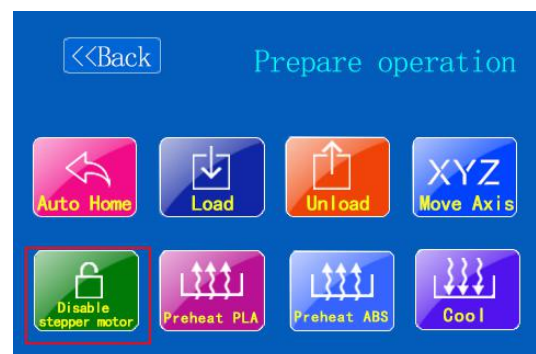 <<Back
Prepare operation
Auto Home
Load
Unload
XYZ
Move Axis
Disable
stepper motor
Preheat PLA
Preheat ABS
Cool